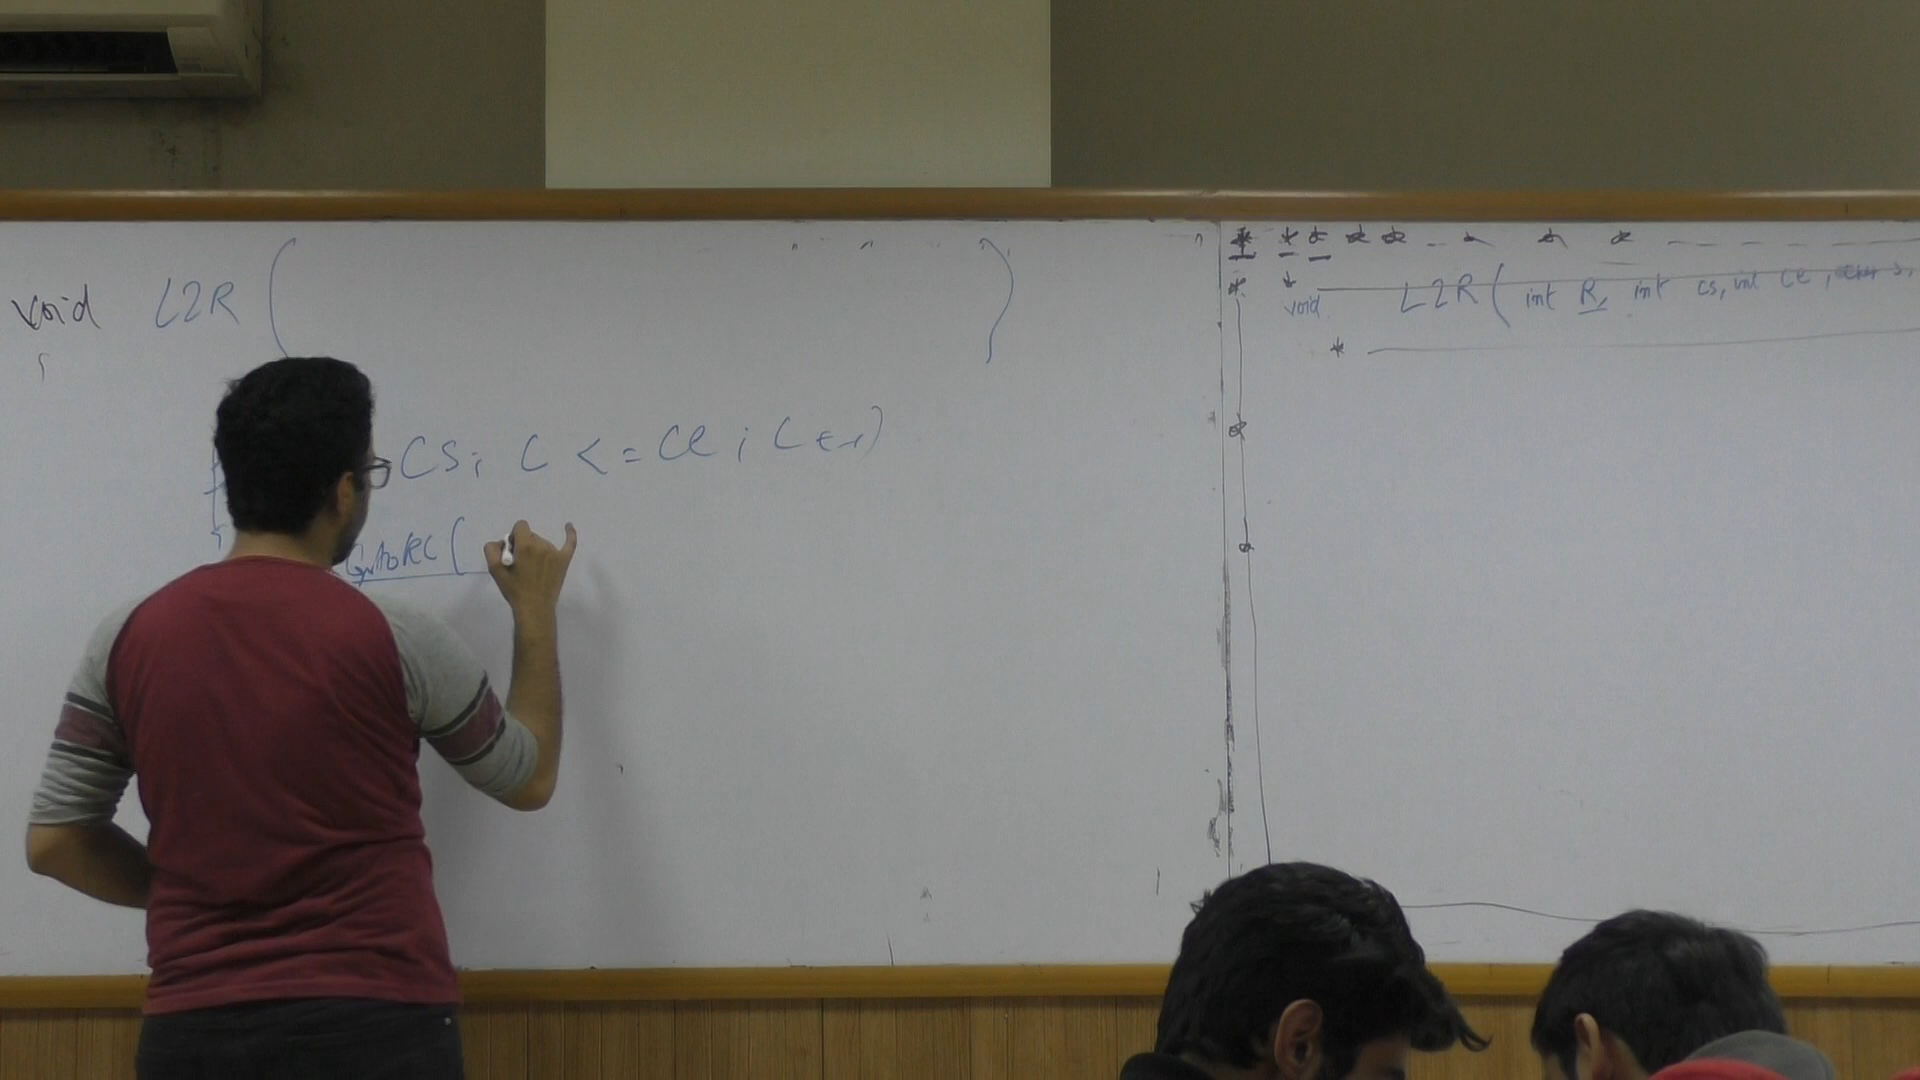 void L2R ( )
CS; C <= Ce; C++)
GotoRC (
* * * * * - * * *
* *
void L2R ( int R, int cs, int ce,
*